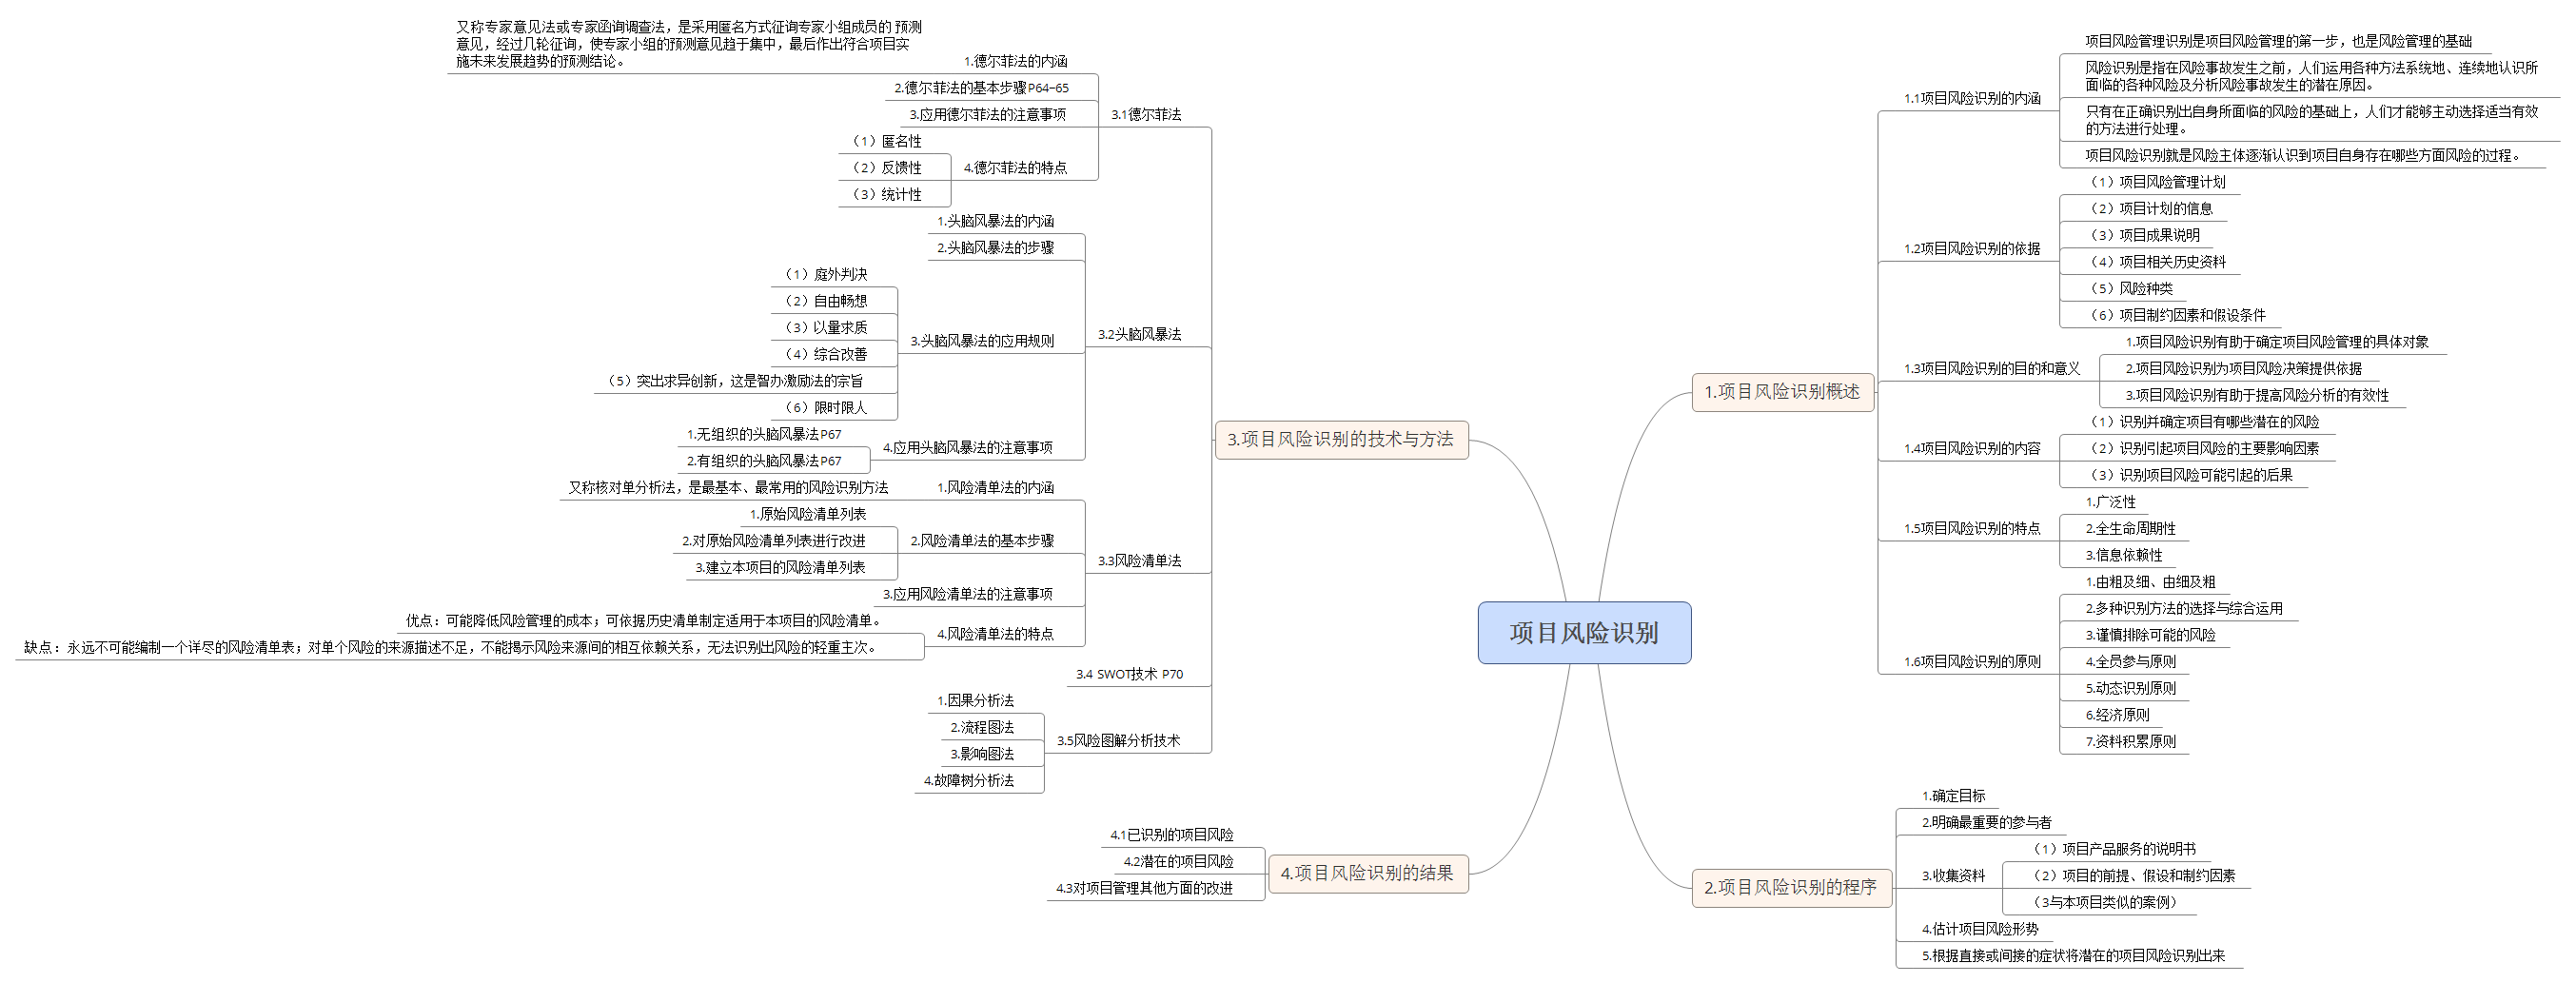 项目风险识别
1.项目风险识别概述
1.1项目风险识别的内涵
项目风险管理识别是项目风险管理的第一步，也是风险管理的基础
风险识别是指在风险事故发生之前，人们运用各种方法系统地、连续地认识所
面临的各种风险及分析风险事故发生的潜在原因。
只有在正确识别出自身所面临的风险的基础上，人们才能够主动选择适当有效
的方法进行处理。
项目风险识别就是风险主体逐渐认识到项目自身存在哪些方面风险的过程。
1.2项目风险识别的依据
（1）项目风险管理计划
（2）项目计划的信息
（3）项目成果说明
（4）项目相关历史资料
（5）风险种类
（6）项目制约因素和假设条件
1.3项目风险识别的目的和意义
1.项目风险识别有助于确定项目风险管理的具体对象
2.项目风险识别为项目风险决策提供依据
3.项目风险识别有助于提高风险分析的有效性
1.4项目风险识别的内容
（1）识别并确定项目有哪些潜在的风险
（2）识别引起项目风险的主要影响因素
（3）识别项目风险可能引起的后果
1.5项目风险识别的特点
1.广泛性
2.全生命周期性
3.信息依赖性
1.6项目风险识别的原则
1.由粗及细、由细及粗
2.多种识别方法的选择与综合运用
3.谨慎排除可能的风险
4.全员参与原则
5.动态识别原则
6.经济原则
7.资料积累原则
2.项目风险识别的程序
1.确定目标
2.明确最重要的参与者
3.收集资料
（1）项目产品服务的说明书
（2）项目的前提、假设和制约因素
（3与本项目类似的案例）
4.估计项目风险形势
5.根据直接或间接的症状将潜在的项目风险识别出来
3.项目风险识别的技术与方法
3.1德尔菲法
1.德尔菲法的内涵
又称专家意见法或专家函询调查法，是采用匿名方式征询专家小组成员的 预测
意见，经过几轮征询，使专家小组的预测意见趋于集中，最后作出符合项目实
施未来发展趋势的预测结论。
2.德尔菲法的基本步骤P64-65
3.应用德尔菲法的注意事项
4.德尔菲法的特点
（1）匿名性
（2）反馈性
（3）统计性
3.2头脑风暴法
1.头脑风暴法的内涵
2.头脑风暴法的步骤
3.头脑风暴法的应用规则
（1）庭外判决
（2）自由畅想
（3）以量求质
（4）综合改善
（5）突出求异创新，这是智办激励法的宗旨
（6）限时限人
4.应用头脑风暴法的注意事项
1.无组织的头脑风暴法P67
2.有组织的头脑风暴法P67
3.3风险清单法
1.风险清单法的内涵
又称核对单分析法，是最基本、最常用的风险识别方法
2.风险清单法的基本步骤
1.原始风险清单列表
2.对原始风险清单列表进行改进
3.建立本项目的风险清单列表
3.应用风险清单法的注意事项
4.风险清单法的特点
优点：可能降低风险管理的成本；可依据历史清单制定适用于本项目的风险清单。
缺点：永远不可能编制一个详尽的风险清单表；对单个风险的来源描述不足，不能揭示风险来源间的相互依赖关系，无法识别出风险的轻重主次。
3.4 SWOT技术 P70
3.5风险图解分析技术
1.因果分析法
2.流程图法
3.影响图法
4.故障树分析法
4.项目风险识别的结果
4.1已识别的项目风险
4.2潜在的项目风险
4.3对项目管理其他方面的改进